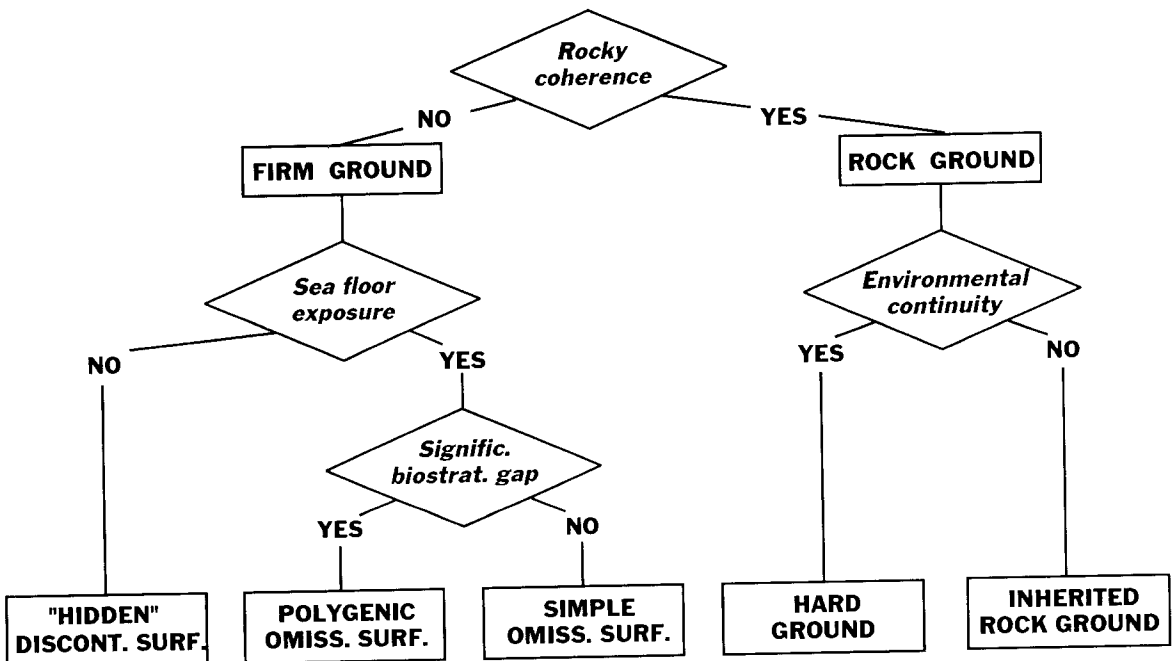 Rocky
coherence
NO
YES
FIRM GROUND
ROCK GROUND
Sea floor
exposure
Environmental
continuity
NO
YES
YES
NO
Signific.
biostrat. gap
YES
NO
"HIDDEN"
DISCONT. SURF.
POLYGENIC
OMISS. SURF.
SIMPLE
OMISS. SURF.
HARD
GROUND
INHERITED
ROCK GROUND